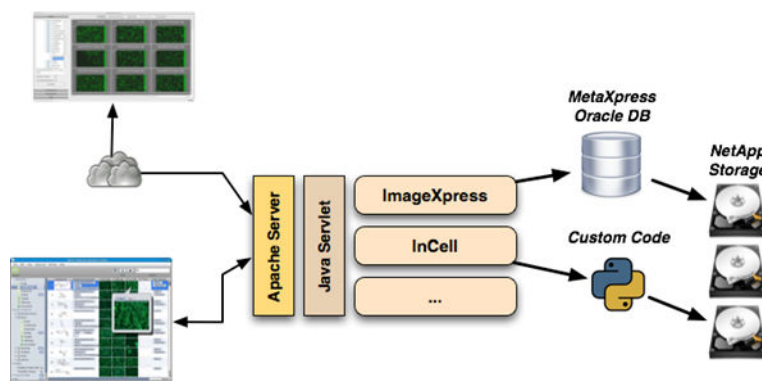 MetaXpress
Oracle DB
NetApp
Storage
Apache Server
Java Servlet
ImageXpress
InCell
...
Custom Code